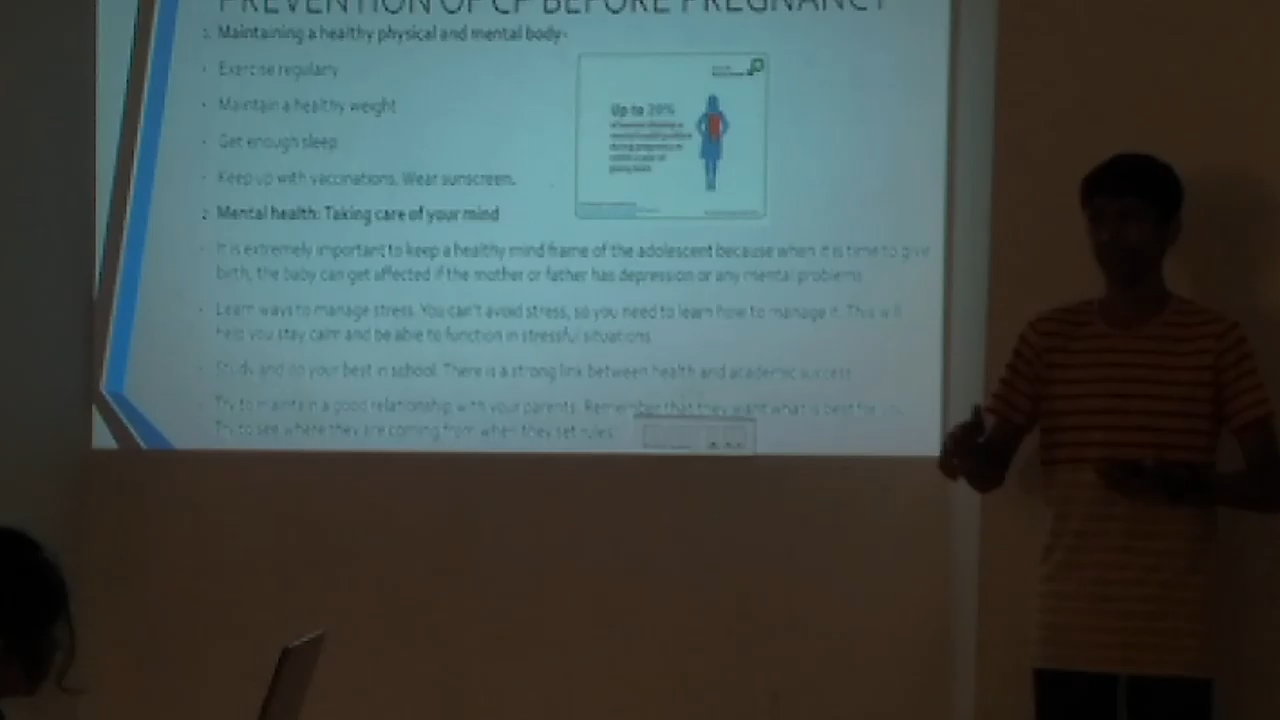 PREVENTION OF CP BEFORE PREGNANCY
1. Maintaining a healthy physical and mental body-
• Exercise regularly
• Maintain a healthy weight
• Get enough sleep
• Keep up with vaccinations. Wear sunscreen.
2. Mental health: Taking care of your mind
• It is extremely important to keep a healthy mind frame of the adolescent because when it is time to give
birth, the baby can get affected if the mother or father has depression or any mental problems
• Learn ways to manage stress. You can't avoid stress, so you need to learn how to manage it. This will
help you stay calm and be able to function in stressful situations
• Study and do your best in school. There is a strong link between health and academic success
• Try to maintain a good relationship with your parents. Remember that they want what is best for you.
Try to see where they are coming from when they set rules
Up to 20%